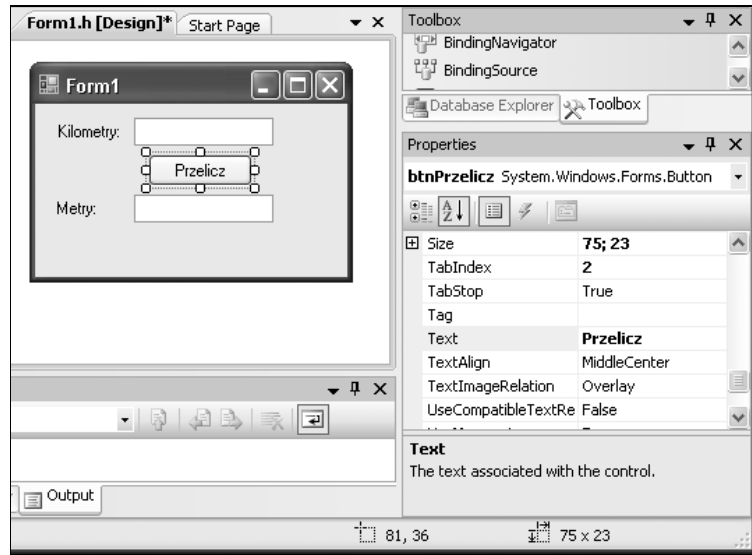 Form1.h [Design]* Start Page
Form1
Kilometry:
Przelicz
Metry:
Output
Toolbox
BindingNavigator
BindingSource
Database Explorer Toolbox
Properties
btnPrzelicz System.Windows.Forms.Button
Size 75; 23
TabIndex 2
TabStop True
Tag
Text Przelicz
TextAlign MiddleCenter
TextImageRelation Overlay
UseCompatibleTextRe False
Text
The text associated with the control.
81, 36 75 x 23